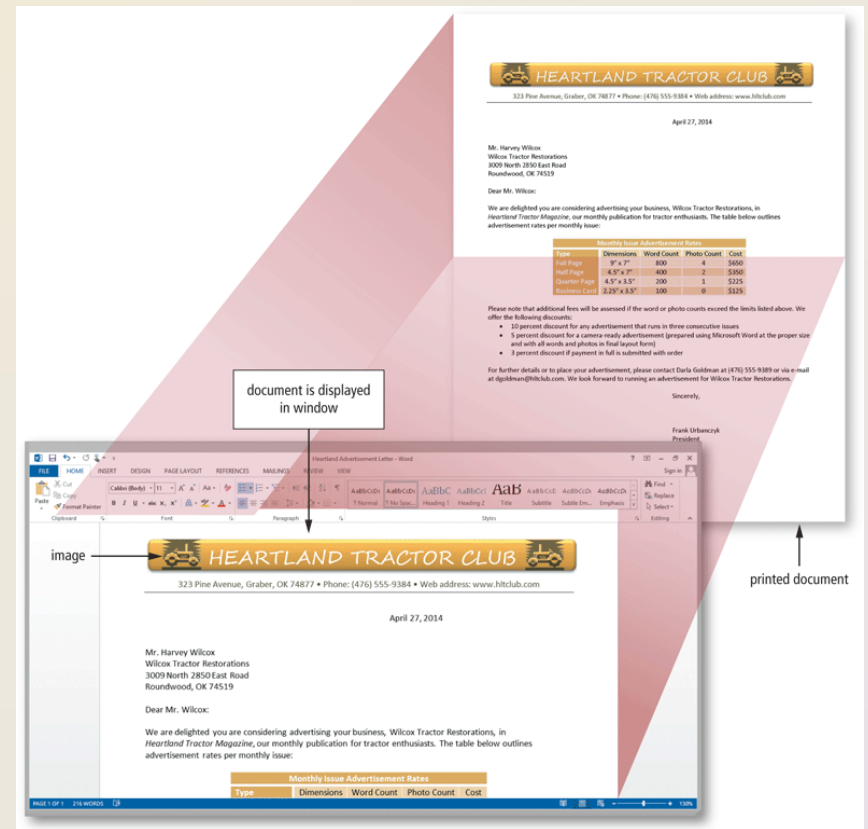 HEARTLAND TRACTOR CLUB
323 Pine Avenue, Graber, OK 74877 • Phone: (476) 555-9384 • Web address: www.hltclub.com
April 27, 2014
Mr. Harvey Wilcox
Wilcox Tractor Restorations
3009 North 2850 East Road
Roundwood, OK 74519
Dear Mr. Wilcox:
We are delighted you are considering advertising your business, Wilcox Tractor Restorations, in
Heartland Tractor Magazine, our monthly publication for tractor enthusiasts. The table below outlines
advertisement rates per monthly issue:
Monthly Issue Advertisement Rates
Type Dimensions Word Count Photo Count Cost
Full Page 9" x 7" 800 4 $650
Half Page 4.5" x 7" 400 2 $350
Quarter Page 4.5" x 3.5" 200 1 $225
Business Card 2.25" x 3.5" 100 0 $125
Please note that additional fees will be assessed if the word or photo counts exceed the limits listed above. We
offer the following discounts:
• 10 percent discount for any advertisement that runs in three consecutive issues
• 5 percent discount for a camera-ready advertisement (prepared using Microsoft Word at the proper size
and with all words and photos in final layout form)
• 3 percent discount if payment in full is submitted with order
For further details or to place your advertisement, please contact Darla Goldman at (476) 555-9389 or via e-mail
at dgoldman@hltclub.com. We look forward to running an advertisement for Wilcox Tractor Restorations.
Sincerely,
Frank Urbanczyk
President
document is displayed
in window
Heartland Advertisement Letter - Word
FILE HOME INSERT DESIGN PAGE LAYOUT REFERENCES MAILINGS REVIEW VIEW Sign in
Cut
Copy
Format Painter
Paste
Calibri (Body) 11
AaBbCcDc AaBbCcDc AaBbC AaBbCcI AaB AaBbCcD AaBbCcDc AaBbCcDc
¶ Normal ¶ No Spac... Heading 1 Heading 2 Title Subtitle Subtle Em... Emphasis
Find
Replace
Select
Clipboard Font Paragraph Styles Editing
image
HEARTLAND TRACTOR CLUB
323 Pine Avenue, Graber, OK 74877 • Phone: (476) 555-9384 • Web address: www.hltclub.com
April 27, 2014
Mr. Harvey Wilcox
Wilcox Tractor Restorations
3009 North 2850 East Road
Roundwood, OK 74519
Dear Mr. Wilcox:
We are delighted you are considering advertising your business, Wilcox Tractor Restorations, in
Heartland Tractor Magazine, our monthly publication for tractor enthusiasts. The table below outlines
advertisement rates per monthly issue:
Monthly Issue Advertisement Rates
Type Dimensions Word Count Photo Count Cost
PAGE 1 OF 1 216 WORDS 130%
printed document